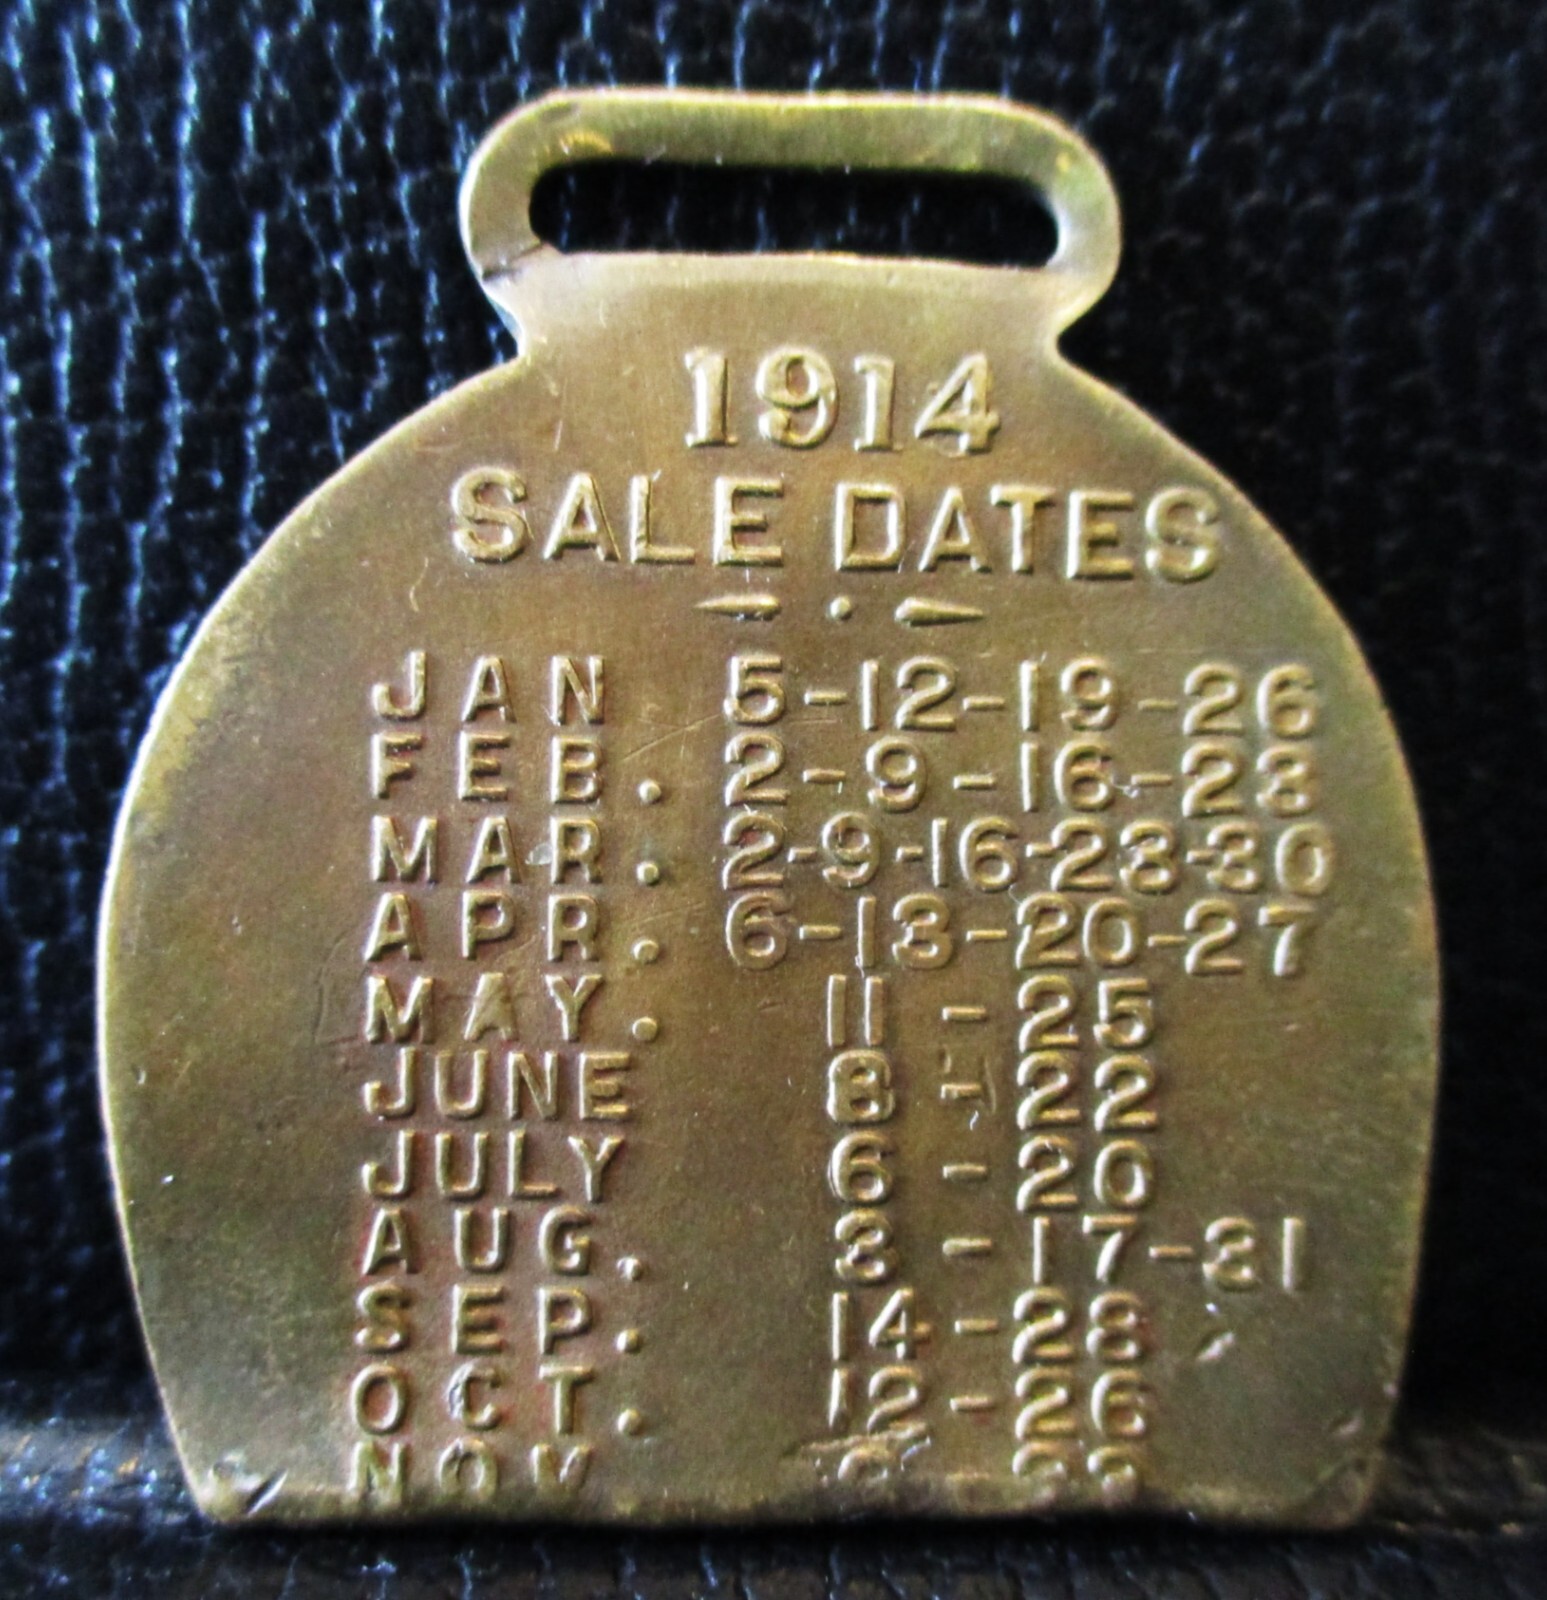 1914
SALE DATES
JAN 5-12-19-26
FEB. 2-9-16-23
MAR. 2-9-16-23-30
APR. 6-13-20-27
MAY. 11 - 25
JUNE 8 - 22
JULY 6 - 20
AUG. 3 - 17-31
SEP. 14-28
OCT. 12-26
NOV